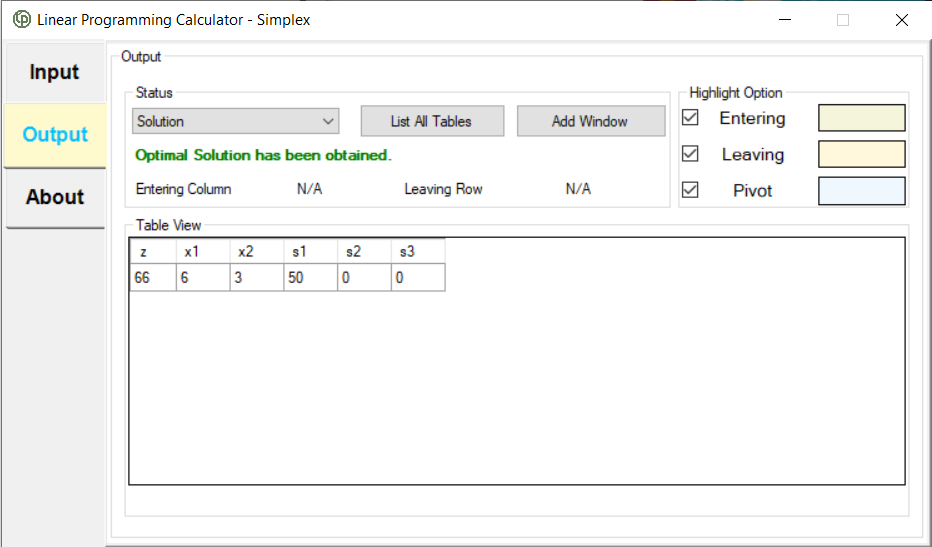 Linear Programming Calculator - Simplex
Input
Output
About
Output
Status
Solution
List All Tables
Add Window
Optimal Solution has been obtained.
Entering Column N/A Leaving Row N/A
Highlight Option
Entering
Leaving
Pivot
Table View
z x1 x2 s1 s2 s3
66 6 3 50 0 0